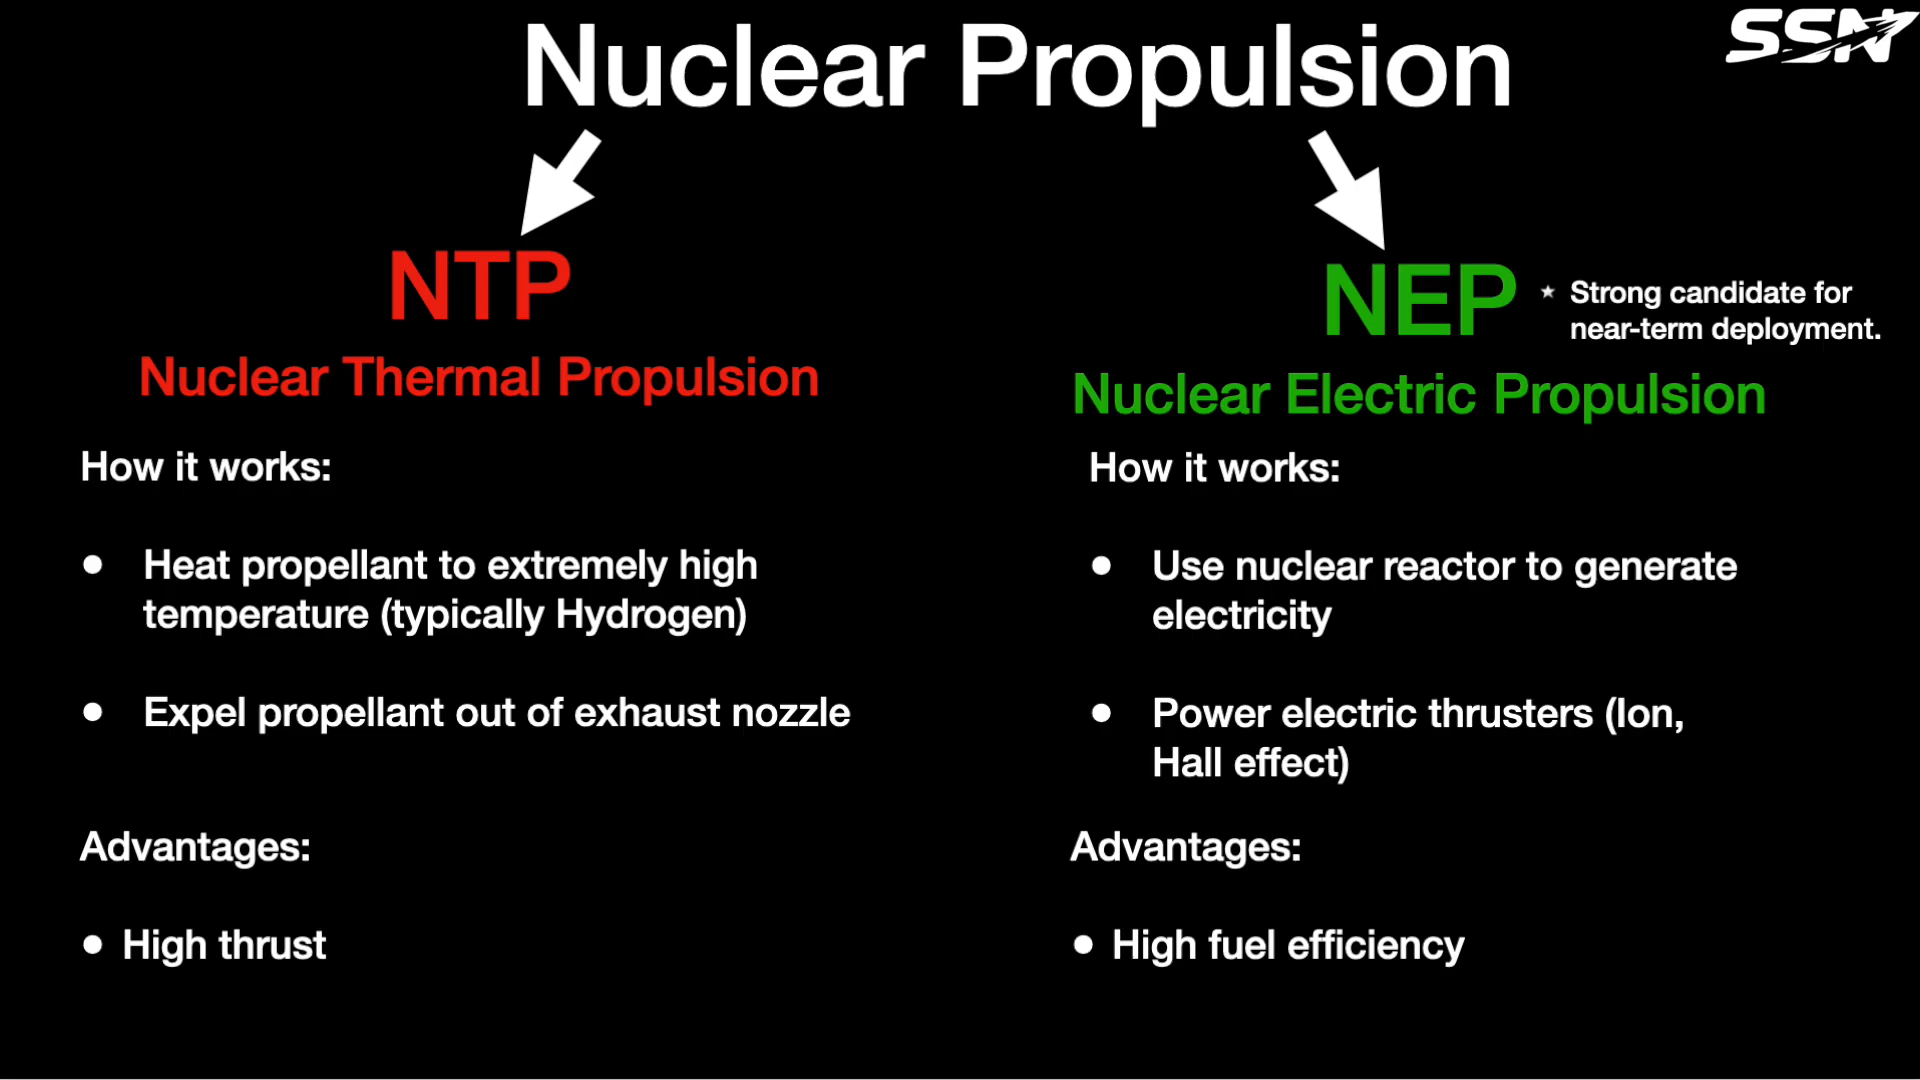 Nuclear Propulsion
SSN
NTP
Nuclear Thermal Propulsion
How it works:
● Heat propellant to extremely high
temperature (typically Hydrogen)
● Expel propellant out of exhaust nozzle
Advantages:
● High thrust
NEP
★ Strong candidate for
near-term deployment.
Nuclear Electric Propulsion
How it works:
● Use nuclear reactor to generate
electricity
● Power electric thrusters (Ion,
Hall effect)
Advantages:
● High fuel efficiency